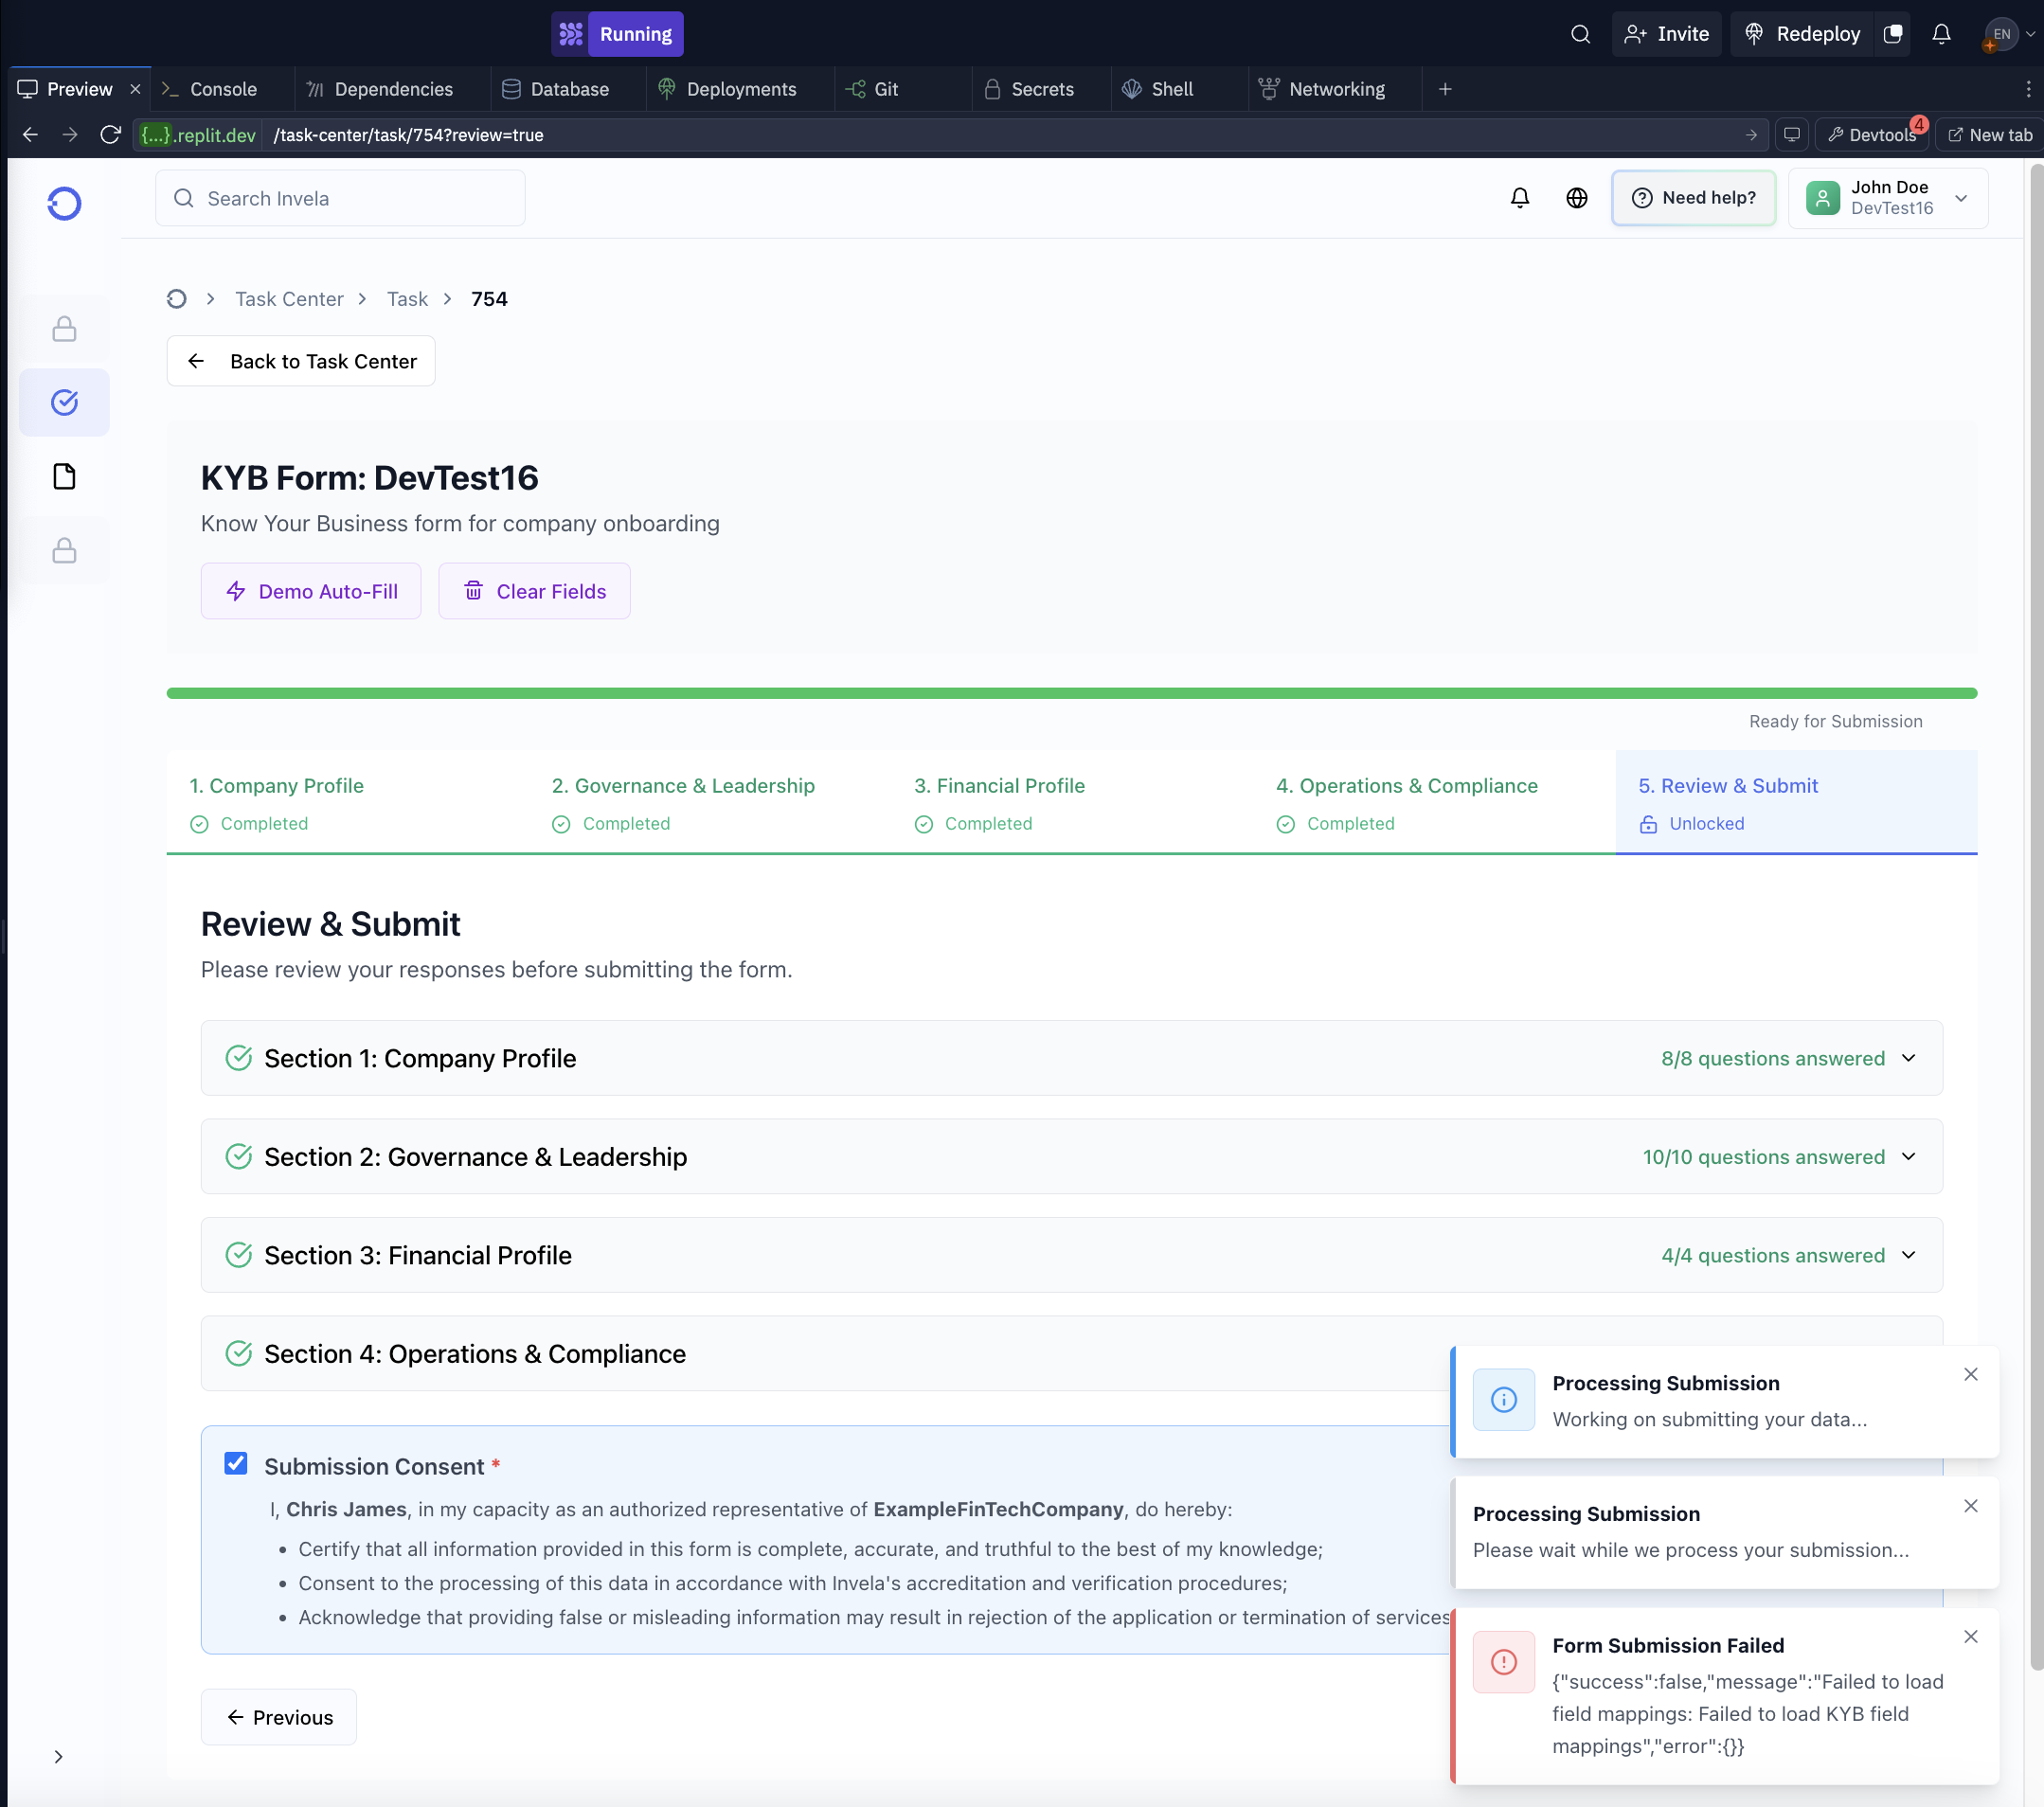 Running
Invite
Redeploy
EN
Preview
Console
Dependencies
Database
Deployments
Git
Secrets
Shell
Networking
{...}.replit.dev
/task-center/task/754?review=true
Devtools
4
New tab
Search Invela
Need help?
John Doe
DevTest16
Task Center
Task
754
Back to Task Center
KYB Form: DevTest16
Know Your Business form for company onboarding
Demo Auto-Fill
Clear Fields
Ready for Submission
1. Company Profile
Completed
2. Governance & Leadership
Completed
3. Financial Profile
Completed
4. Operations & Compliance
Completed
5. Review & Submit
Unlocked
Review & Submit
Please review your responses before submitting the form.
Section 1: Company Profile
8/8 questions answered
Section 2: Governance & Leadership
10/10 questions answered
Section 3: Financial Profile
4/4 questions answered
Section 4: Operations & Compliance
Submission Consent *
I, Chris James, in my capacity as an authorized representative of ExampleFinTechCompany, do hereby:
• Certify that all information provided in this form is complete, accurate, and truthful to the best of my knowledge;
• Consent to the processing of this data in accordance with Invela's accreditation and verification procedures;
• Acknowledge that providing false or misleading information may result in rejection of the application or termination of services
Previous
Processing Submission
Working on submitting your data...
Processing Submission
Please wait while we process your submission...
Form Submission Failed
{"success":false,"message":"Failed to load
field mappings: Failed to load KYB field
mappings","error":{}}